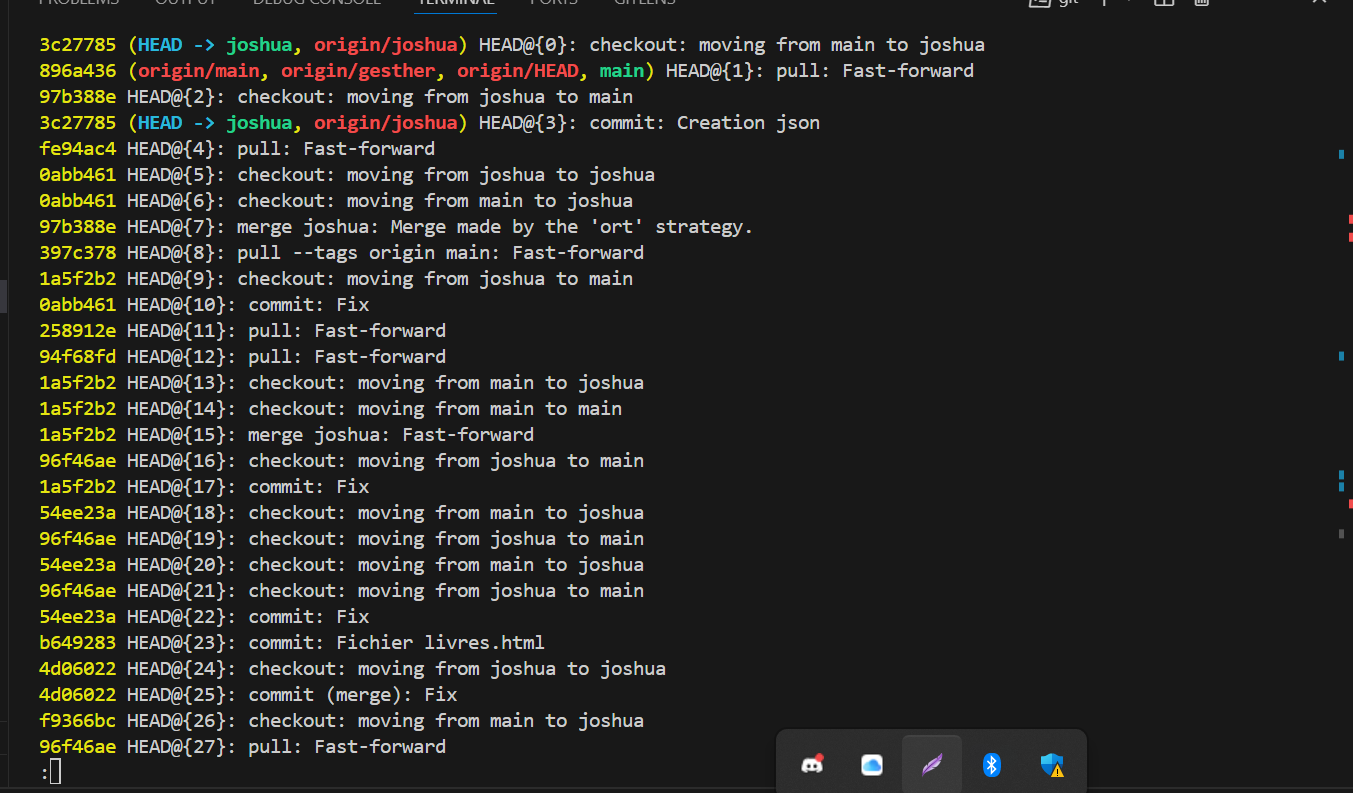 PROBLEMS OUTPUT DEBUG CONSOLE TERMINAL PORTS GITLENS git
3c27785 (HEAD -> joshua, origin/joshua) HEAD@{0}: checkout: moving from main to joshua
896a436 (origin/main, origin/gesther, origin/HEAD, main) HEAD@{1}: pull: Fast-forward
97b388e HEAD@{2}: checkout: moving from joshua to main
3c27785 (HEAD -> joshua, origin/joshua) HEAD@{3}: commit: Creation json
fe94ac4 HEAD@{4}: pull: Fast-forward
0abb461 HEAD@{5}: checkout: moving from joshua to joshua
0abb461 HEAD@{6}: checkout: moving from main to joshua
97b388e HEAD@{7}: merge joshua: Merge made by the 'ort' strategy.
397c378 HEAD@{8}: pull --tags origin main: Fast-forward
1a5f2b2 HEAD@{9}: checkout: moving from joshua to main
0abb461 HEAD@{10}: commit: Fix
258912e HEAD@{11}: pull: Fast-forward
94f68fd HEAD@{12}: pull: Fast-forward
1a5f2b2 HEAD@{13}: checkout: moving from main to joshua
1a5f2b2 HEAD@{14}: checkout: moving from main to main
1a5f2b2 HEAD@{15}: merge joshua: Fast-forward
96f46ae HEAD@{16}: checkout: moving from joshua to main
1a5f2b2 HEAD@{17}: commit: Fix
54ee23a HEAD@{18}: checkout: moving from main to joshua
96f46ae HEAD@{19}: checkout: moving from joshua to main
54ee23a HEAD@{20}: checkout: moving from main to joshua
96f46ae HEAD@{21}: checkout: moving from joshua to main
54ee23a HEAD@{22}: commit: Fix
b649283 HEAD@{23}: commit: Fichier livres.html
4d06022 HEAD@{24}: checkout: moving from joshua to joshua
4d06022 HEAD@{25}: commit (merge): Fix
f9366bc HEAD@{26}: checkout: moving from main to joshua
96f46ae HEAD@{27}: pull: Fast-forward
: